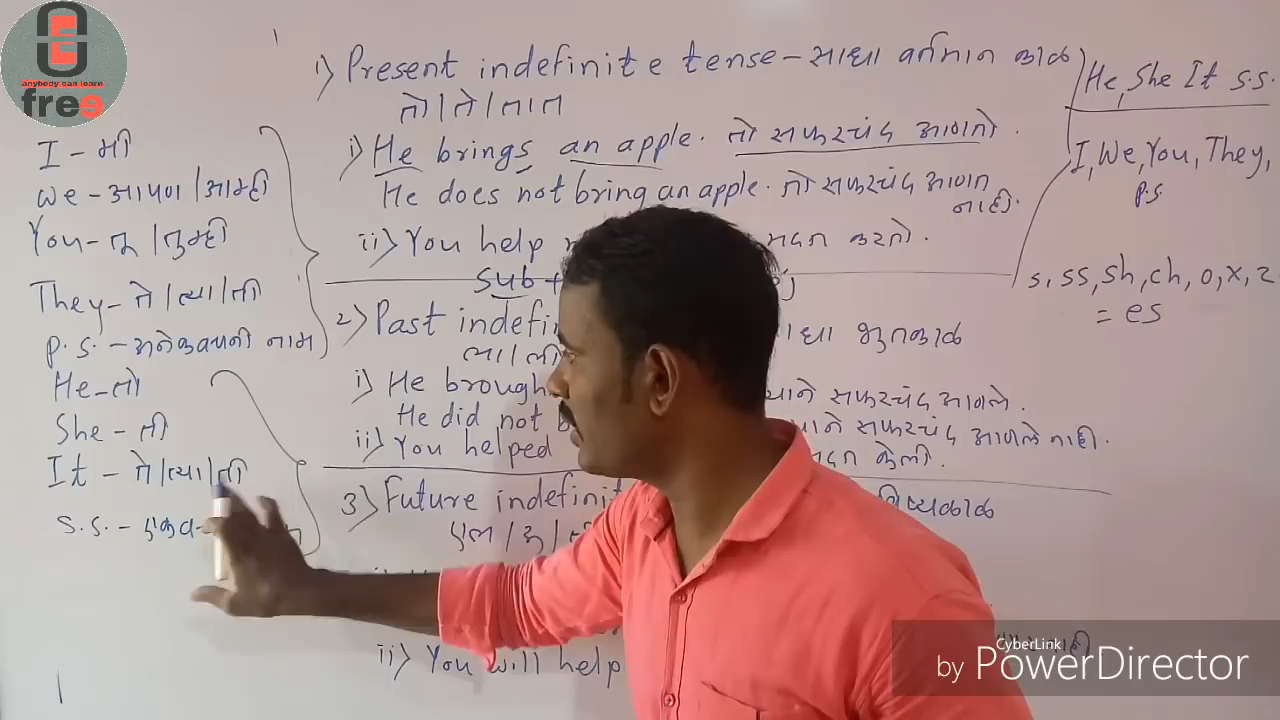 anybody can learn
free
I - मी
We - आपण / आम्ही
You - तू / तुम्ही
They - ते / त्या / ती
P.S. - अनेकवचनी नाम
He - तो
She - ती
It - ते / त्या / ती
S.S. - एकव
1) Present indefinite tense - साधा वर्तमान काळ
तो / ते / ता त
i) He brings an apple. तो सफरचंद आणतो.
He does not bring an apple. तो सफरचंद आणत
नाही.
ii) You help मदत करतो.
Sub +
2) Past indefin साधा भूतकाळ
ला / ली
i) He brough त्याने सफरचंद आणले.
He did not b याने सफरचंद आणले नाही.
ii) You helped मदत केली.
3) Future indefinit विष्यकाळ
एल / ई /
ii) You will help
He, She It S.S.
I, We, You, They,
P.S
s, ss, sh, ch, o, x, z
= es
CyberLink
by PowerDirector